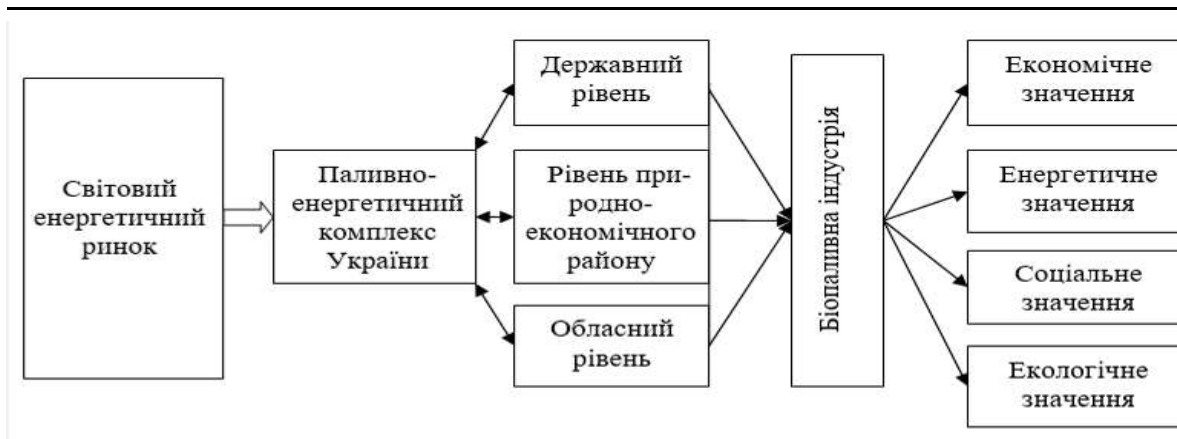 Світовий
енергетичний
ринок
Паливно-
енергетичний
комплекс
України
Державний
рівень
Рівень при-
родно-
економічного
району
Обласний
рівень
Біопаливна індустрія
Економічне
значення
Енергетичне
значення
Соціальне
значення
Екологічне
значення